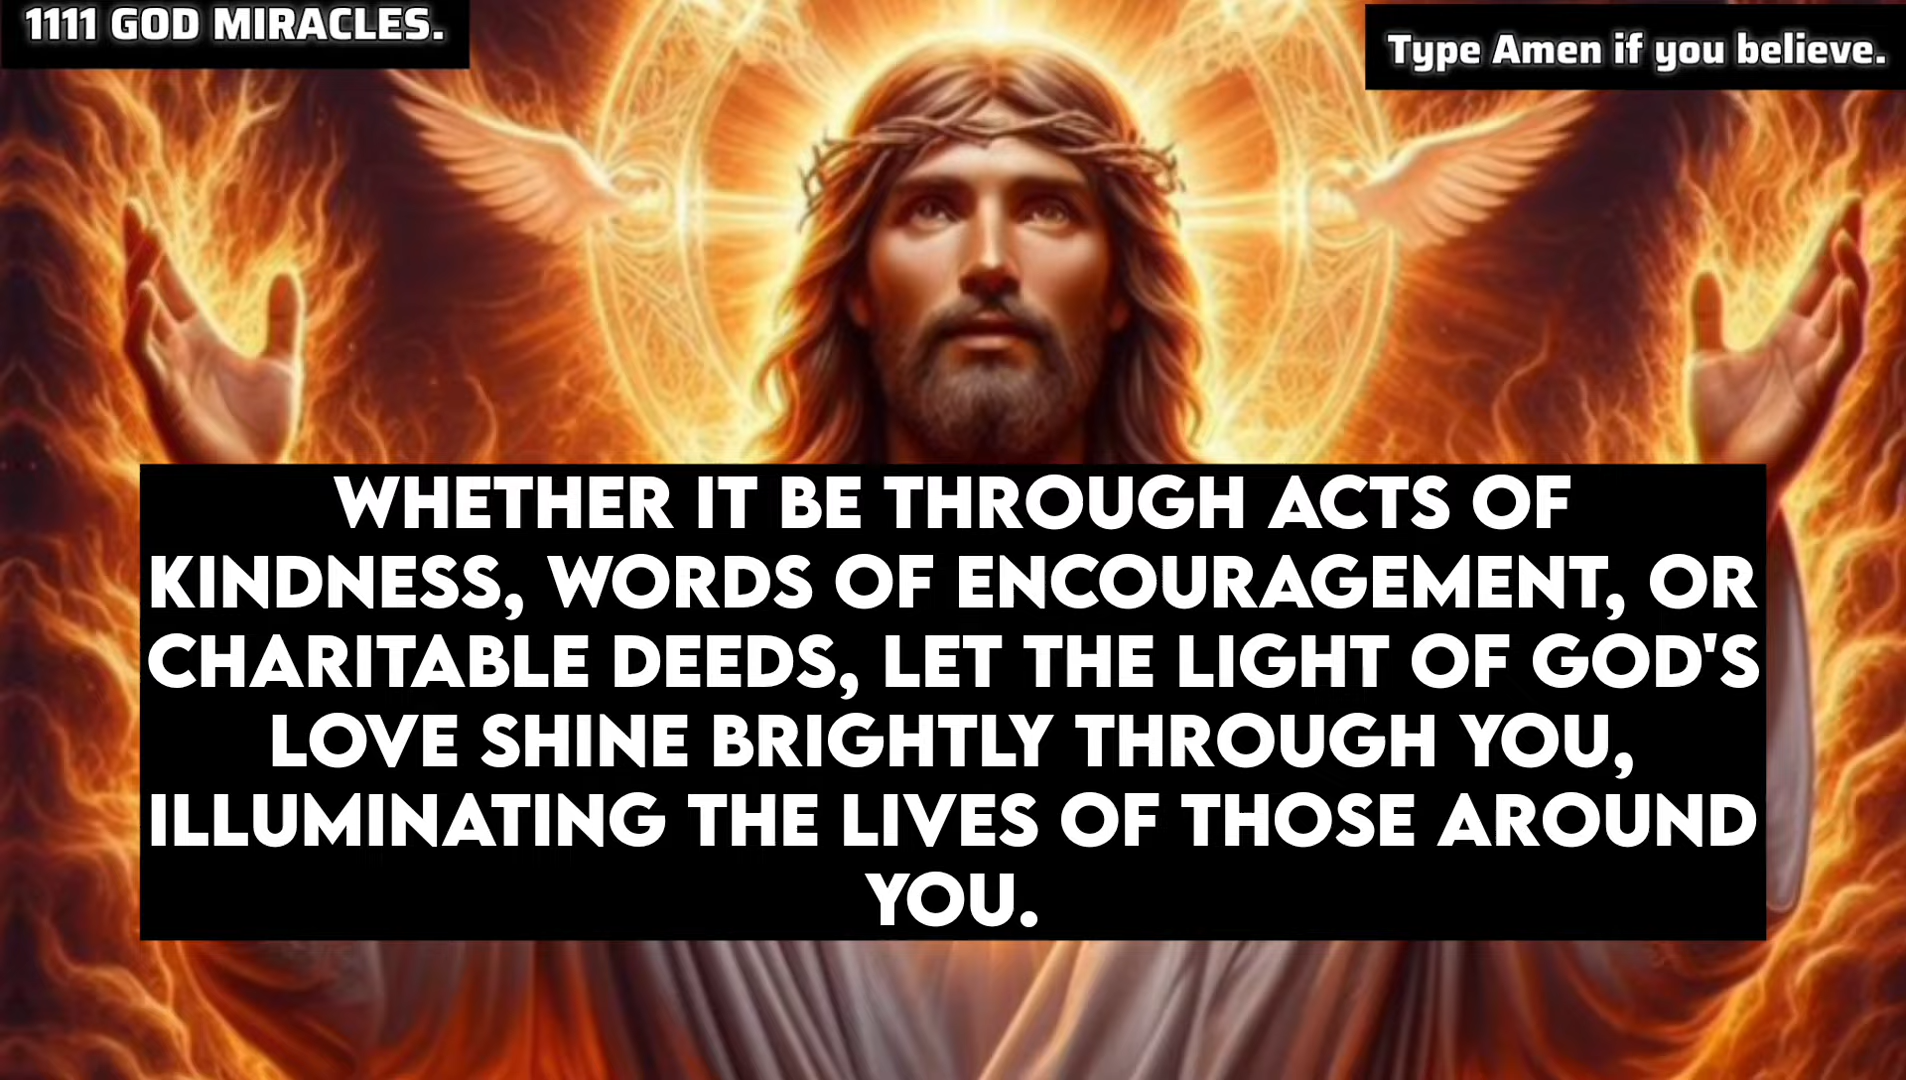 1111 GOD MIRACLES.
Type Amen if you believe.
WHETHER IT BE THROUGH ACTS OF
KINDNESS, WORDS OF ENCOURAGEMENT, OR
CHARITABLE DEEDS, LET THE LIGHT OF GOD'S
LOVE SHINE BRIGHTLY THROUGH YOU,
ILLUMINATING THE LIVES OF THOSE AROUND
YOU.